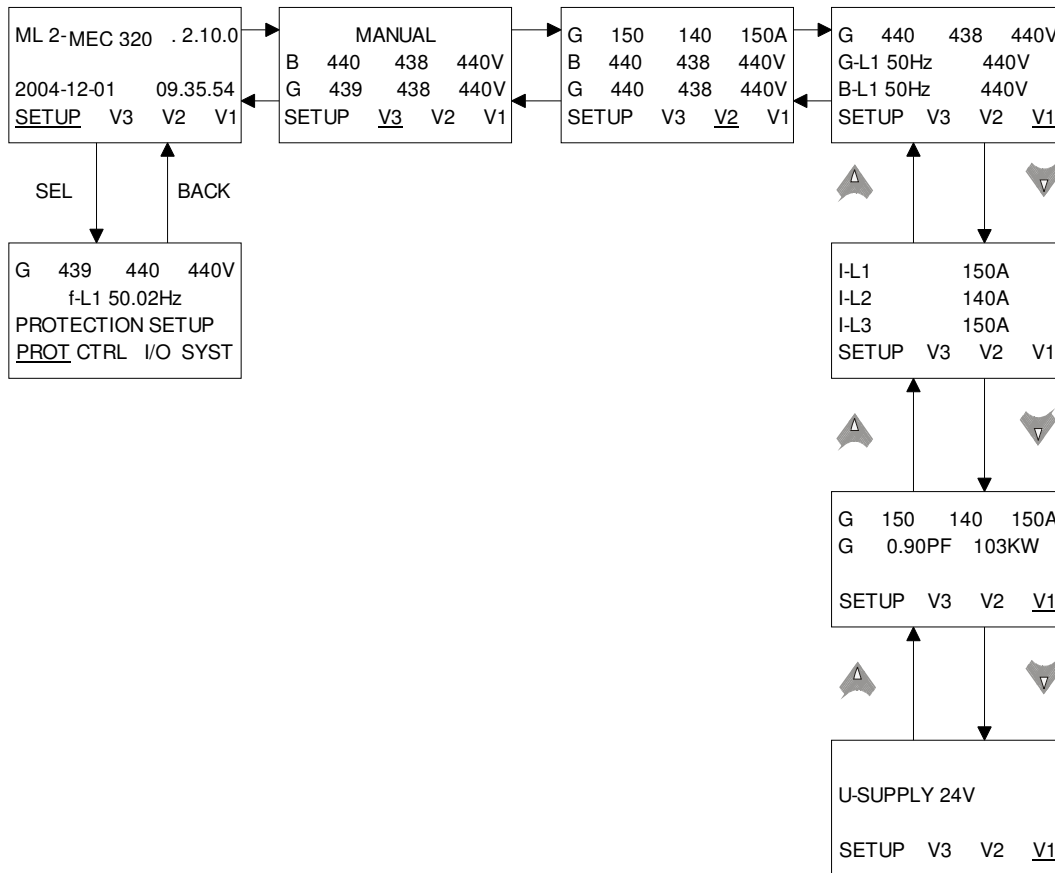 ML 2-MEC 320 . 2.10.0
2004-12-01 09.35.54
SETUP V3 V2 V1
MANUAL
B 440 438 440V
G 439 438 440V
SETUP V3 V2 V1
G 150 140 150A
B 440 438 440V
G 440 438 440V
SETUP V3 V2 V1
G 440 438 440V
G-L1 50Hz 440V
B-L1 50Hz 440V
SETUP V3 V2 V1
SEL
BACK
G 439 440 440V
f-L1 50.02Hz
PROTECTION SETUP
PROT CTRL I/O SYST
I-L1 150A
I-L2 140A
I-L3 150A
SETUP V3 V2 V1
G 150 140 150A
G 0.90PF 103KW
SETUP V3 V2 V1
U-SUPPLY 24V
SETUP V3 V2 V1